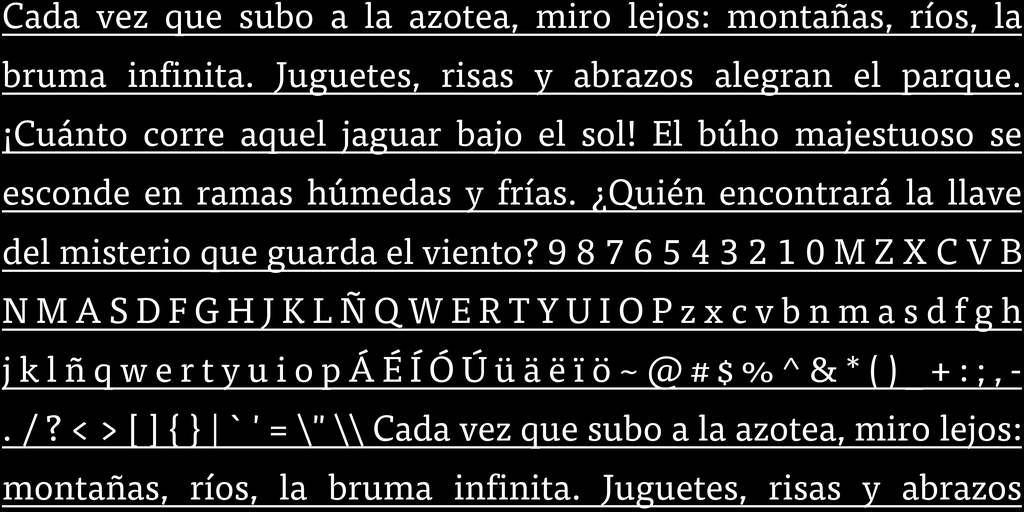 Cada vez que subo a la azotea, miro lejos: montañas, ríos, la
bruma infinita. Juguetes, risas y abrazos alegran el parque.
¡Cuánto corre aquel jaguar bajo el sol! El búho majestuoso se
esconde en ramas húmedas y frías. ¿Quién encontrará la llave
del misterio que guarda el viento? 9 8 7 6 5 4 3 2 1 0 M Z X C V B
N M A S D F G H J K L Ñ Q W E R T Y U I O P z x c v b n m a s d f g h
j k l ñ q w e r t y u i o p Á É Í Ó Ú ü ä ë ï ö ~ @ # $ % ^ & * ( ) _ + : ; , -
. / ? < > [ ] { } | ` ' = \" \\ Cada vez que subo a la azotea, miro lejos:
montañas, ríos, la bruma infinita. Juguetes, risas y abrazos